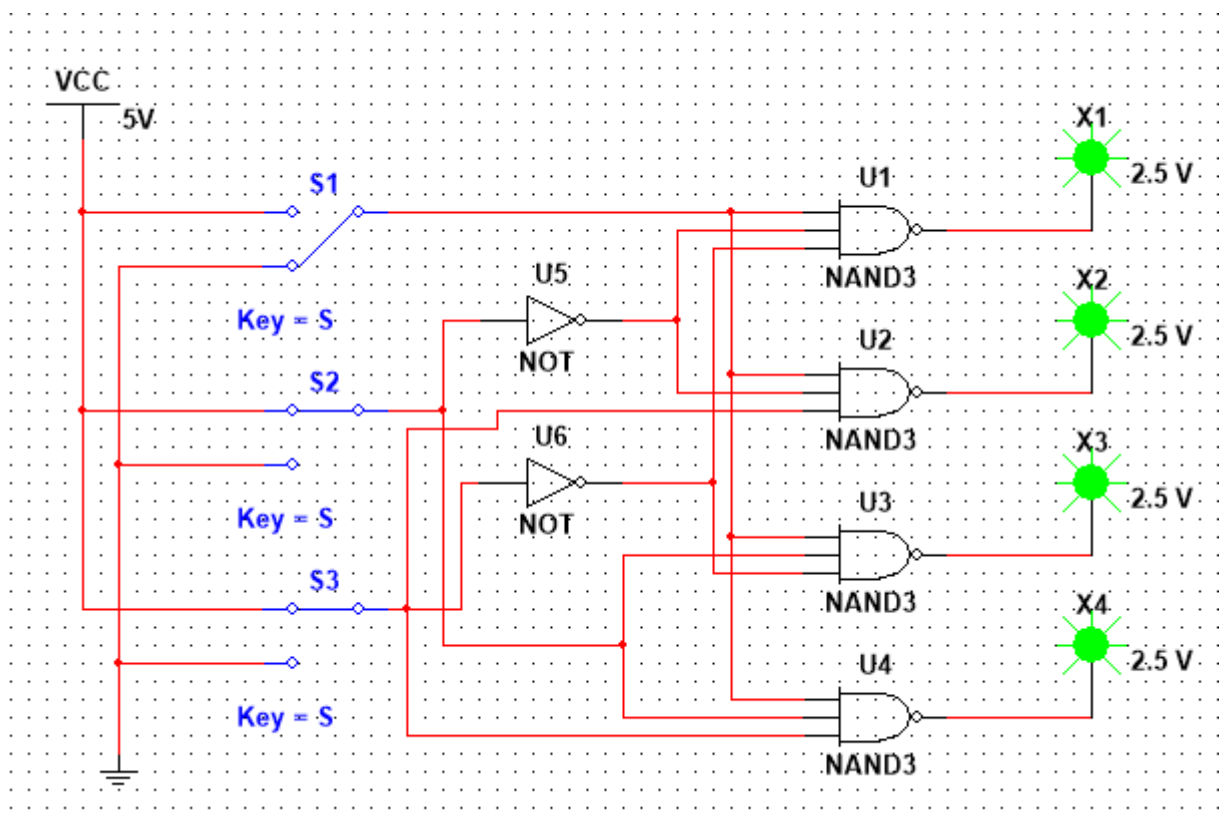 VCC
5V
S1
Key = S
S2
Key = S
S3
Key = S
U5
NOT
U6
NOT
U1
NAND3
U2
NAND3
U3
NAND3
U4
NAND3
X1
2.5 V
X2
2.5 V
X3
2.5 V
X4
2.5 V